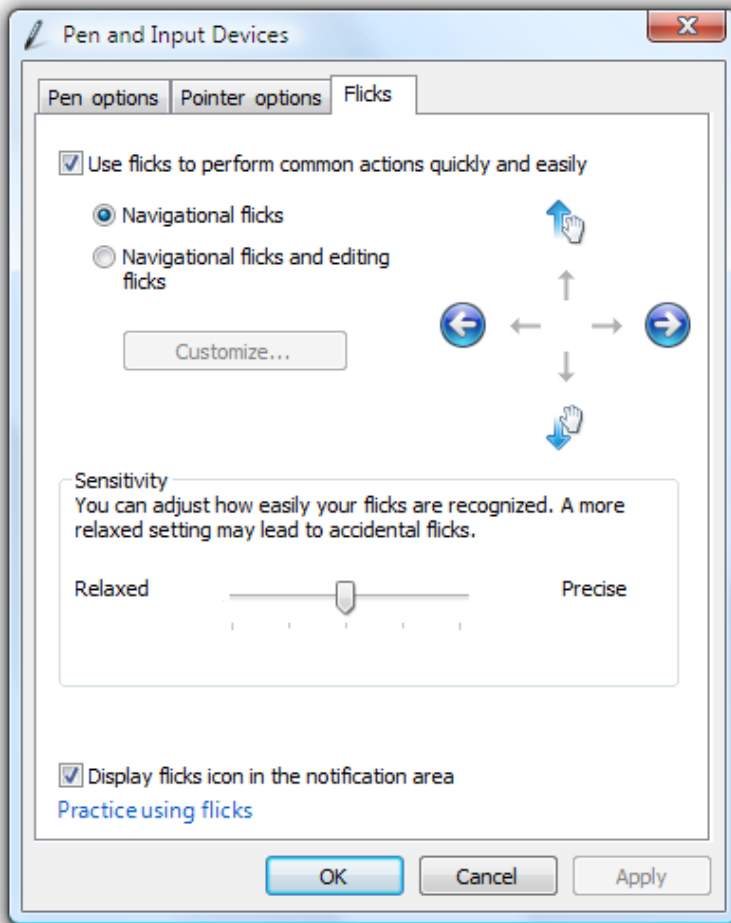 Pen and Input Devices
Pen options Pointer options Flicks
Use flicks to perform common actions quickly and easily
Navigational flicks
Navigational flicks and editing
flicks
Customize...
Sensitivity
You can adjust how easily your flicks are recognized. A more
relaxed setting may lead to accidental flicks.
Relaxed Precise
Display flicks icon in the notification area
Practice using flicks
OK Cancel Apply